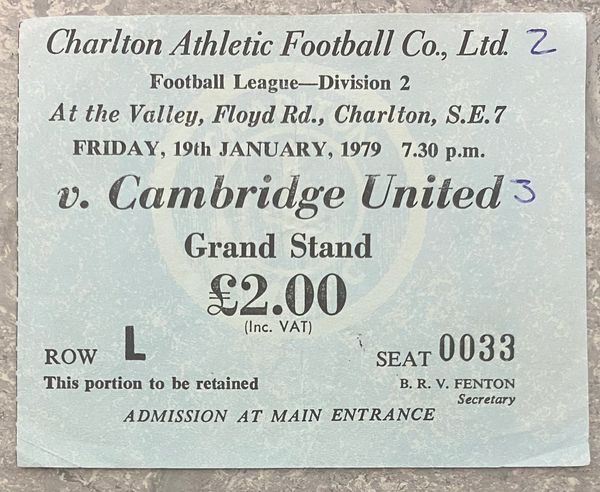 Charlton Athletic Football Co., Ltd. 2
Football League—Division 2
At the Valley, Floyd Rd., Charlton, S.E.7
FRIDAY, 19th JANUARY, 1979 7.30 p.m.
v. Cambridge United 3
Grand Stand
£2.00
(Inc. VAT)
ROW L SEAT 0033
This portion to be retained B. R. V. FENTON
Secretary
ADMISSION AT MAIN ENTRANCE